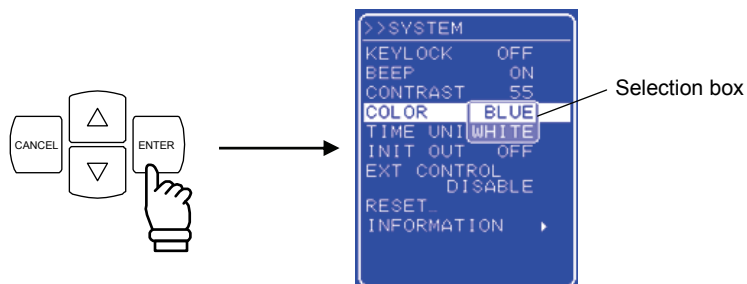 CANCEL
ENTER
>>SYSTEM
KEYLOCK OFF
BEEP ON
CONTRAST 55
COLOR BLUE
TIME UNI WHITE
INIT OUT OFF
EXT CONTROL
DISABLE
RESET_
INFORMATION
Selection box